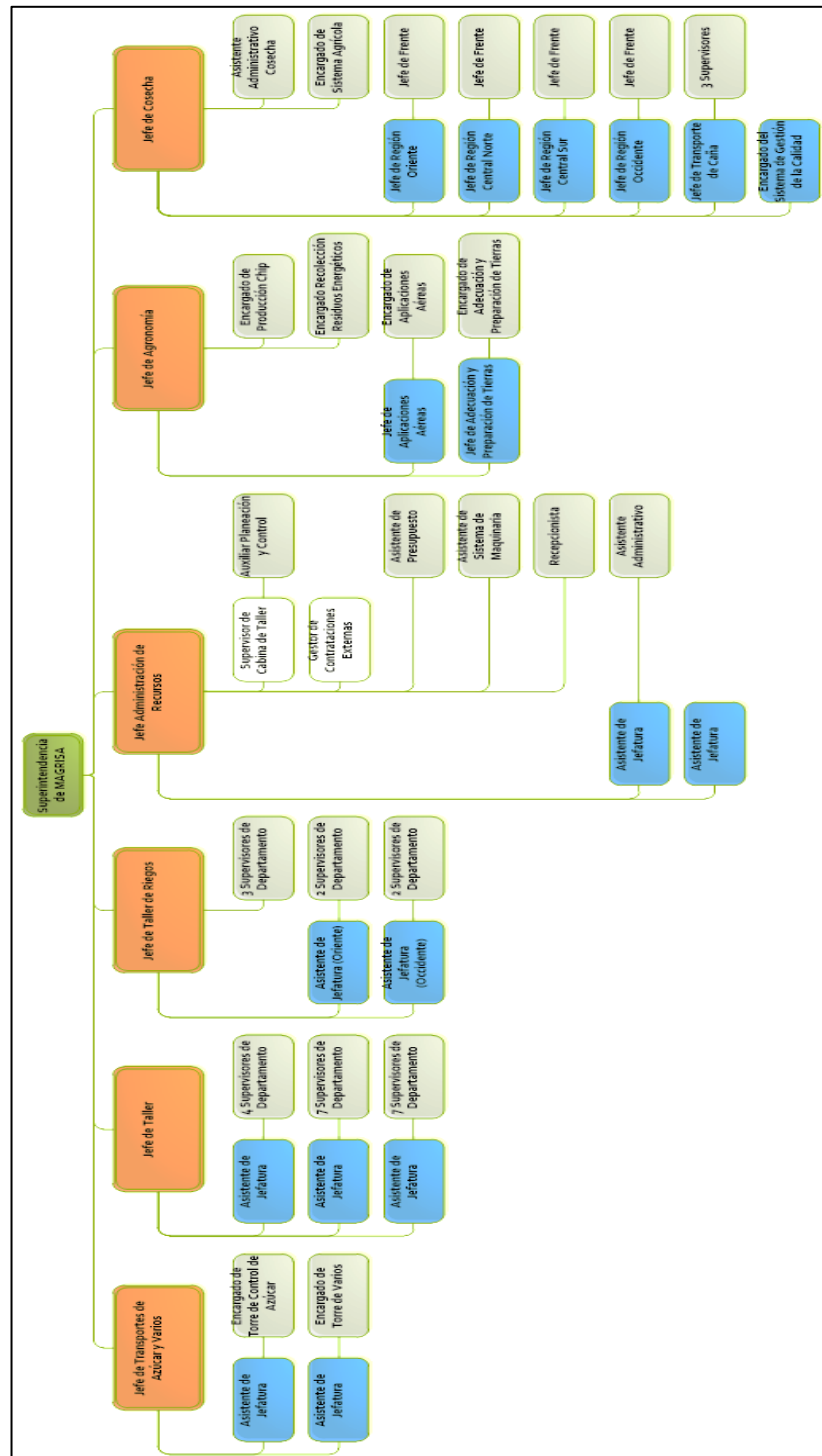 Superintendencia
de MAGRISA
Jefe de Transportes de
Azúcar y Varios
Asistente de
Jefatura
Encargado de
Torre de Control de
Azúcar
Asistente de
Jefatura
Encargado de
Torre de Varios
Jefe de Taller
Asistente de
Jefatura
4 Supervisores de
Departamento
Asistente de
Jefatura
7 Supervisores de
Departamento
Asistente de
Jefatura
7 Supervisores de
Departamento
Jefe de Taller de Riegos
3 Supervisores de
Departamento
Asistente de
Jefatura (Oriente)
2 Supervisores de
Departamento
Asistente de
Jefatura
(Occidente)
2 Supervisores de
Departamento
Jefe Administración de
Recursos
Supervisor de
Cabina de Taller
Auxiliar Planeación
y Control
Gestor de
Contrataciones
Externas
Asistente de
Presupuesto
Asistente de
Sistema de
Maquinaria
Recepcionista
Asistente de
Jefatura
Asistente
Administrativo
Asistente de
Jefatura
Jefe de Agronomía
Encargado de
Producción Chip
Encargado Recolección
Residuos Energéticos
Jefe de
Aplicaciones
Aéreas
Encargado de
Aplicaciones
Aéreas
Jefe de Adecuación y
Preparación de Tierras
Encargado de
Adecuación y
Preparación de Tierras
Jefe de Cosecha
Asistente
Administrativo
Cosecha
Encargado de
Sistema Agrícola
Jefe de Región
Oriente
Jefe de Frente
Jefe de Región
Central Norte
Jefe de Frente
Jefe de Región
Central Sur
Jefe de Frente
Jefe de Región
Occidente
Jefe de Frente
Jefe de Transporte
de Caña
3 Supervisores
Encargado del
Sistema de Gestión
de la Calidad